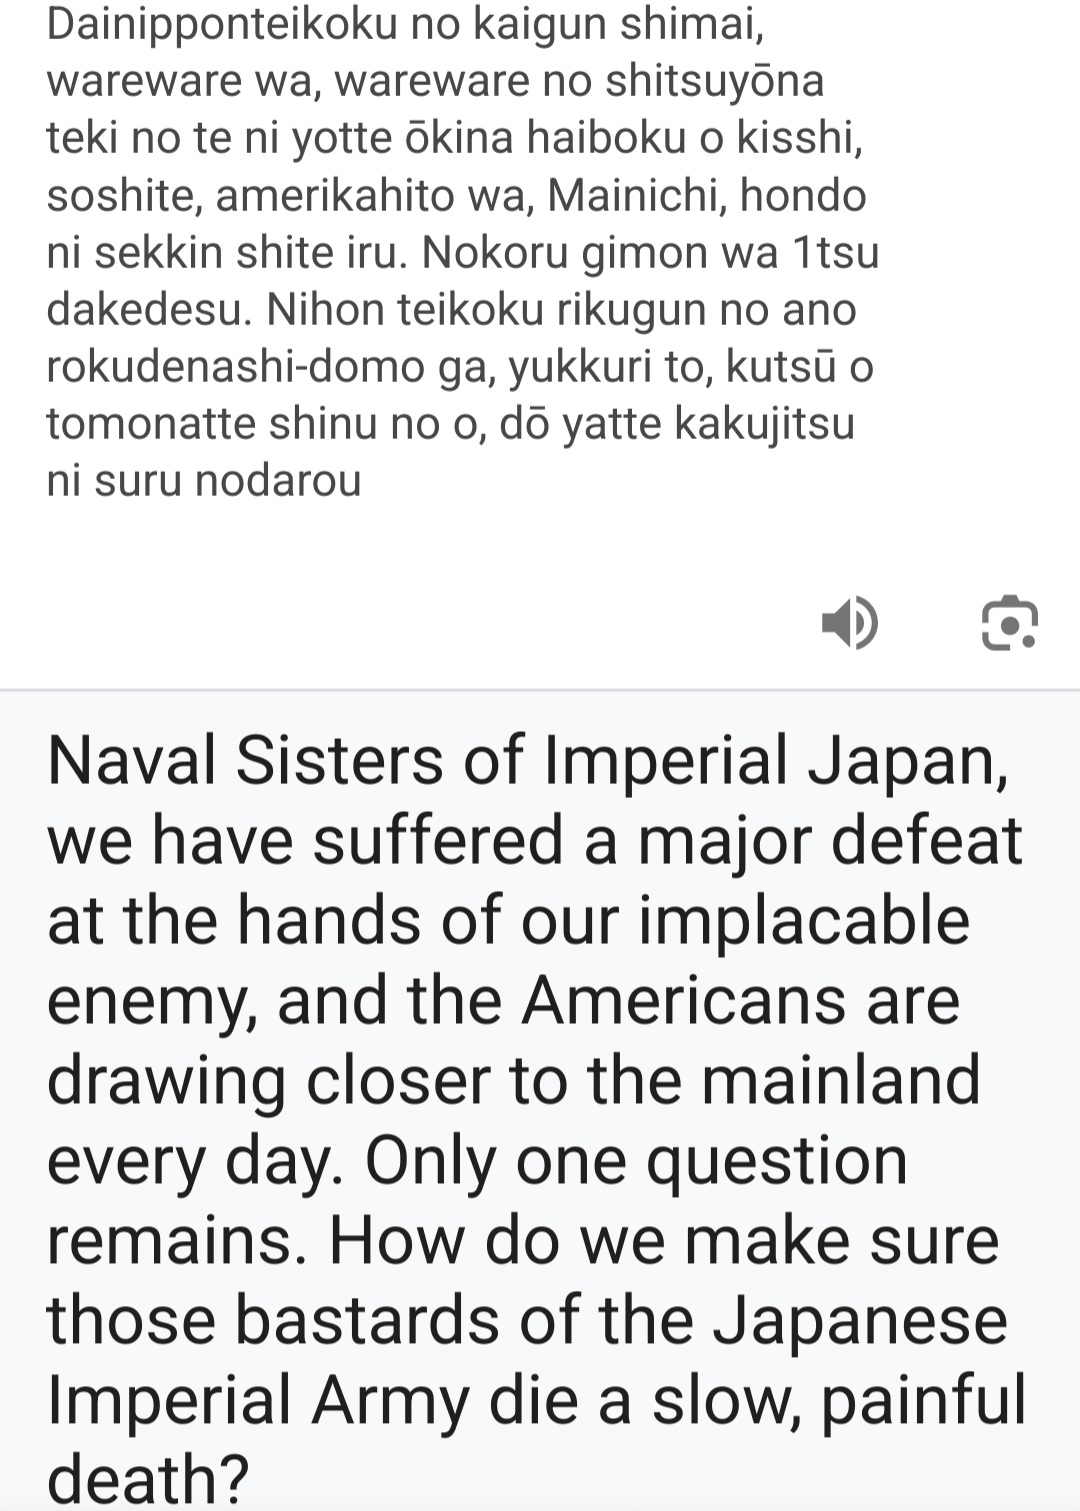 Dainipponteikoku no kaigun shimai,
wareware wa, wareware no shitsuyōna
teki no te ni yotte ōkina haiboku o kisshi,
soshite, amerikahito wa, Mainichi, hondo
ni sekkin shite iru. Nokoru gimon wa 1tsu
dakedesu. Nihon teikoku rikugun no ano
rokudenashi-domo ga, yukkuri to, kutsū o
tomonatte shinu no o, dō yatte kakujitsu
ni suru nodarou
Naval Sisters of Imperial Japan,
we have suffered a major defeat
at the hands of our implacable
enemy, and the Americans are
drawing closer to the mainland
every day. Only one question
remains. How do we make sure
those bastards of the Japanese
Imperial Army die a slow, painful
death?